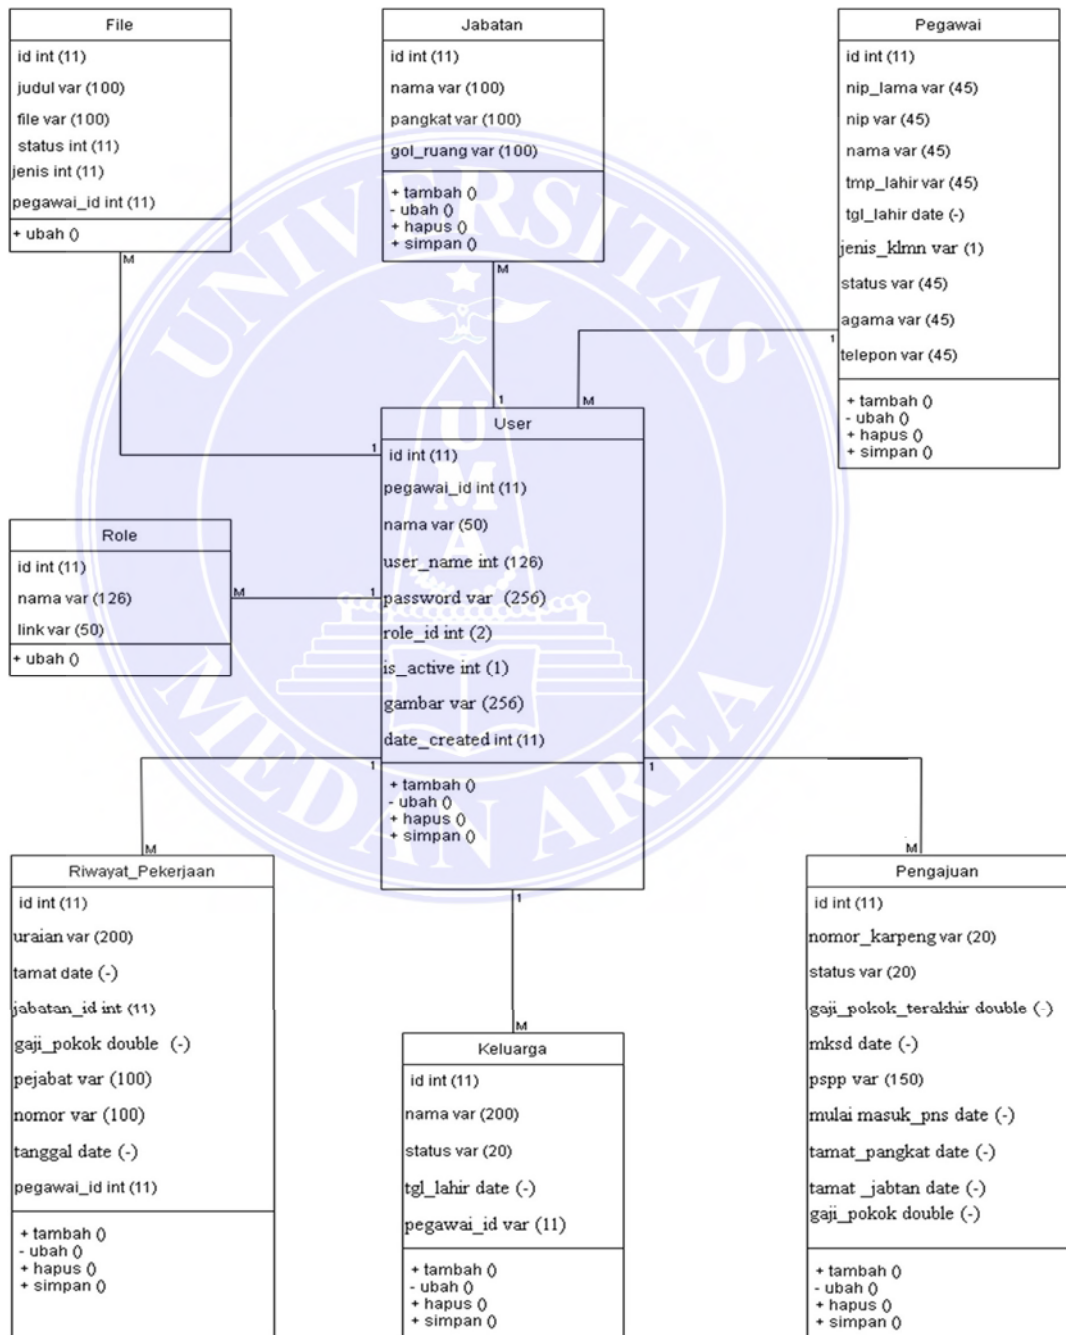 File
id int (11)
judul var (100)
file var (100)
status int (11)
jenis int (11)
pegawai_id int (11)
+ ubah ()
M
Jabatan
id int (11)
nama var (100)
pangkat var (100)
gol_ruang var (100)
+ tambah ()
- ubah ()
+ hapus ()
+ simpan ()
M
Pegawai
id int (11)
nip_lama var (45)
nip var (45)
nama var (45)
tmp_lahir var (45)
tgl_lahir date (-)
jenis_klmn var (1)
status var (45)
agama var (45)
telepon var (45)
+ tambah ()
- ubah ()
+ hapus ()
+ simpan ()
1
M
1
1
User
id int (11)
pegawai_id int (11)
nama var (50)
user_name int (126)
password var (256)
role_id int (2)
is_active int (1)
gambar var (256)
date_created int (11)
+ tambah ()
- ubah ()
+ hapus ()
+ simpan ()
Role
id int (11)
nama var (126)
link var (50)
+ ubah ()
M
1
1
1
1
M
Riwayat_Pekerjaan
id int (11)
uraian var (200)
tamat date (-)
jabatan_id int (11)
gaji_pokok double (-)
pejabat var (100)
nomor var (100)
tanggal date (-)
pegawai_id int (11)
+ tambah ()
- ubah ()
+ hapus ()
+ simpan ()
M
Keluarga
id int (11)
nama var (200)
status var (20)
tgl_lahir date (-)
pegawai_id var (11)
+ tambah ()
- ubah ()
+ hapus ()
+ simpan ()
M
Pengajuan
id int (11)
nomor_karpeng var (20)
status var (20)
gaji_pokok_terakhir double (-)
mksd date (-)
pspp var (150)
mulai masuk_pns date (-)
tamat_pangkat date (-)
tamat _jabtan date (-)
gaji_pokok double (-)
+ tambah ()
- ubah ()
+ hapus ()
+ simpan ()
UNIVERSITAS
MEDAN AREA
U
M
A